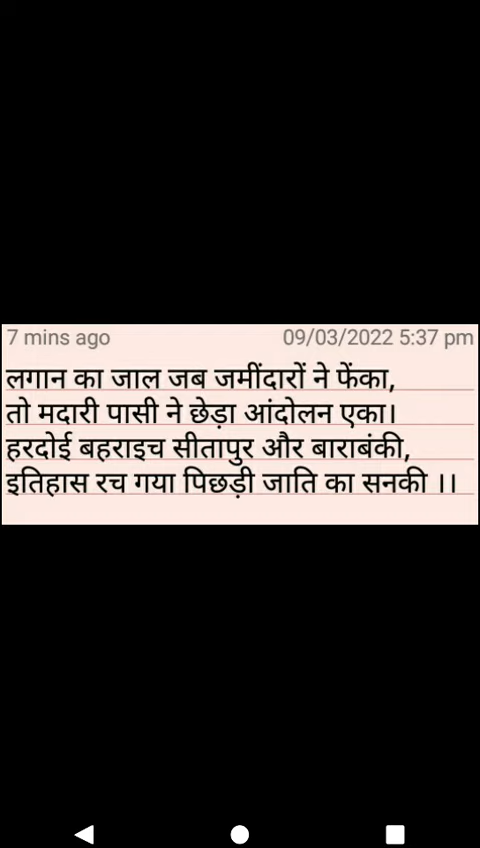 7 mins ago 09/03/2022 5:37 pm
लगान का जाल जब जमींदारों ने फेंका,
तो मदारी पासी ने छेड़ा आंदोलन एका।
हरदोई बहराइच सीतापुर और बाराबंकी,
इतिहास रच गया पिछड़ी जाति का सनकी ।।